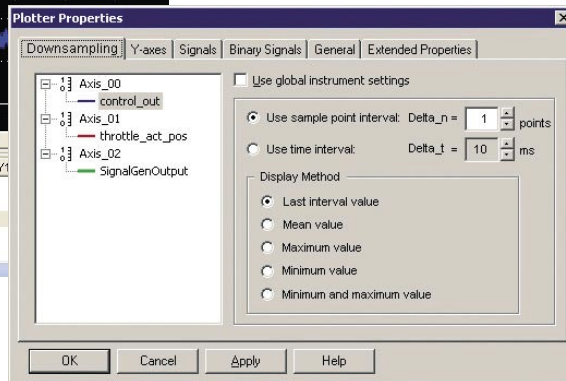 Plotter Properties
Downsampling Y-axes Signals Binary Signals General Extended Properties
Axis_00
control_out
Axis_01
throttle_act_pos
Axis_02
SignalGenOutput
Use global instrument settings
Use sample point interval: Delta_n = 1 points
Use time interval: Delta_t = 10 ms
Display Method
Last interval value
Mean value
Maximum value
Minimum value
Minimum and maximum value
OK Cancel Apply Help